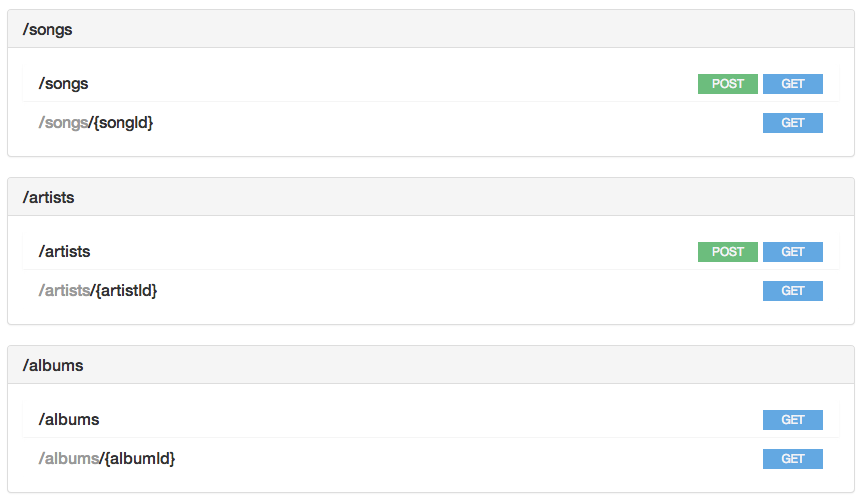 /songs
/songs POST GET
/songs/{songId} GET
/artists
/artists POST GET
/artists/{artistId} GET
/albums
/albums GET
/albums/{albumId} GET